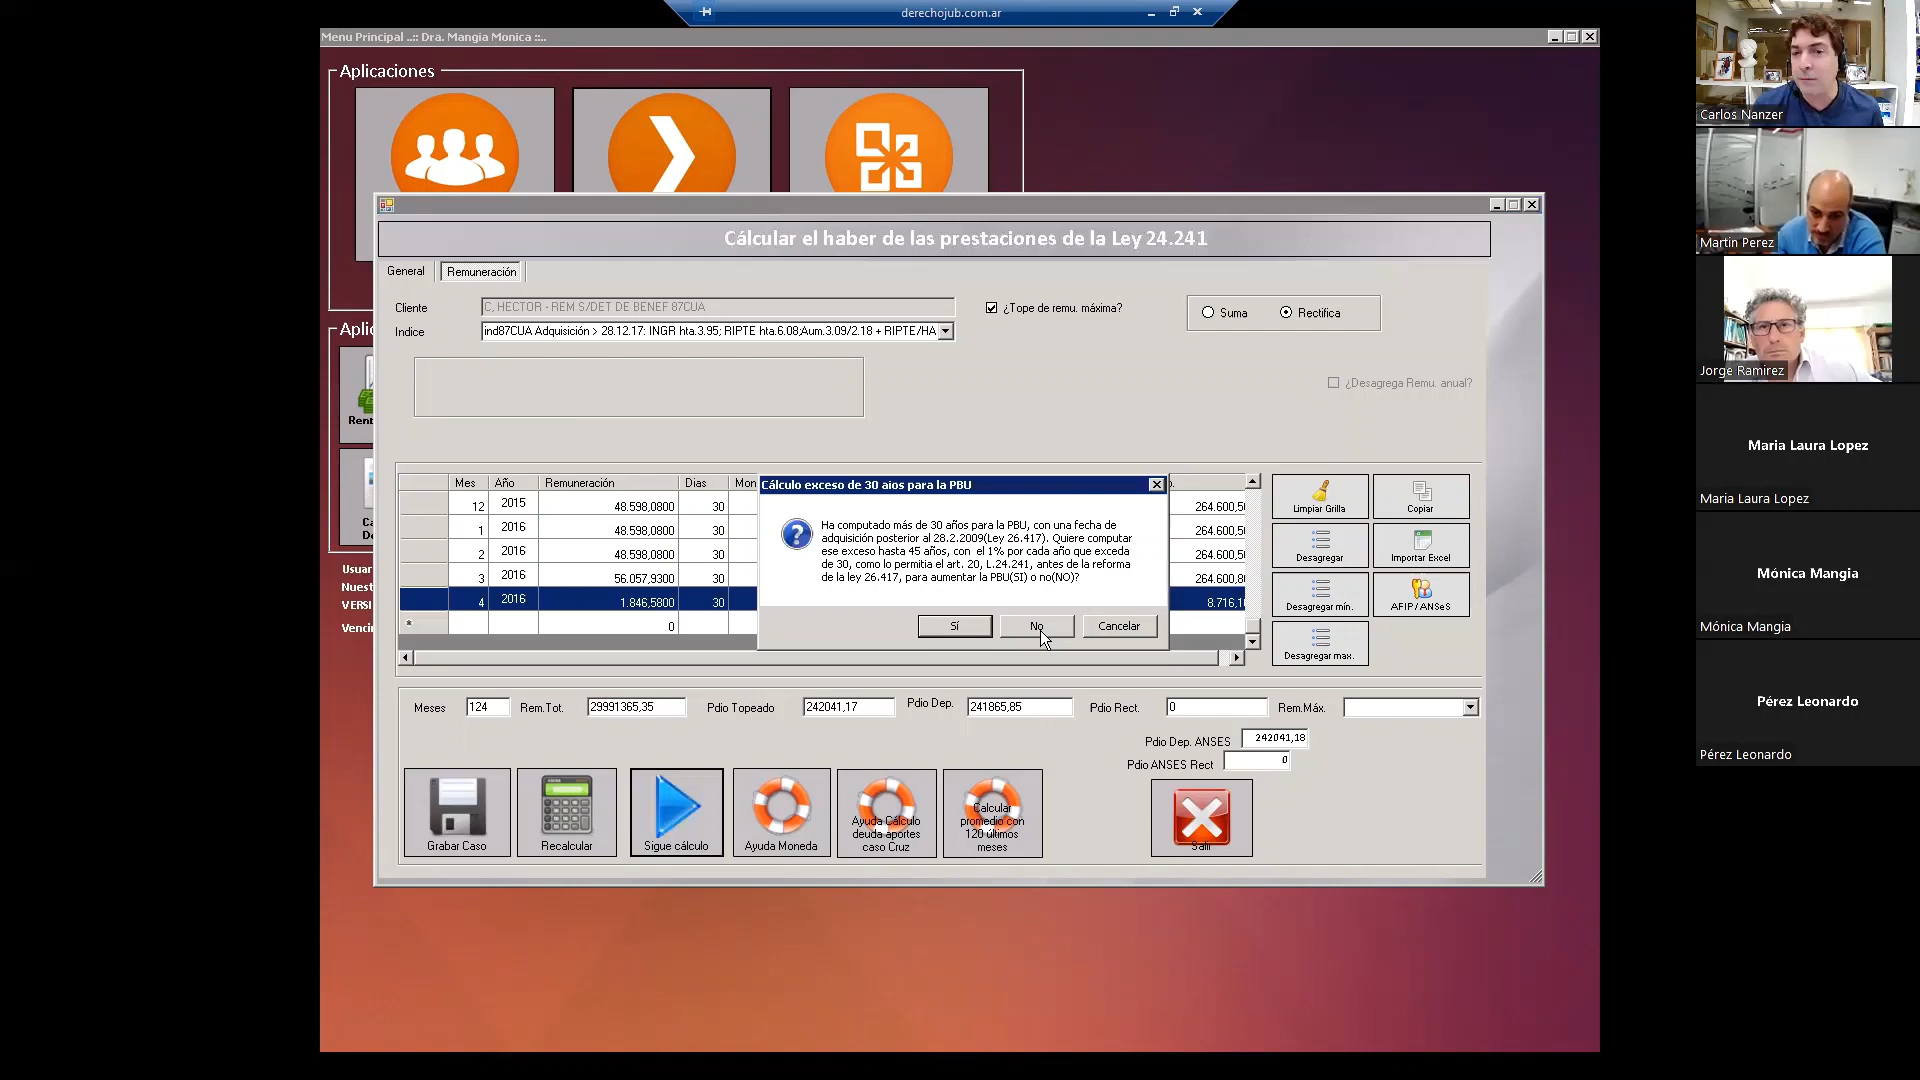 derechojub.com.ar
Menu Principal ..:: Dra. Mangia Monica ::..
Aplicaciones
Cálcular el haber de las prestaciones de la Ley 24.241
General
Remuneración
Cliente
C, HECTOR - REM S/DET DE BENEF 87CUA
¿Tope de remu. máxima?
Suma
Rectifica
Indice
ind87CUA Adquisición > 28.12.17: INGR hta.3.95; RIPTE hta.6.08;Aum.3.09/2.18 + RIPTE/HA
¿Desagrega Remu. anual?
Aplic
Rent
Ca
De
Usuar
Nuest
VERSI
Vencin
Mes Año Remuneración Dias Mon
12 2015 48.598,0800 30 264.600,5
1 2016 48.598,0800 30 264.600,5
2 2016 48.598,0800 30 264.600,5
3 2016 56.057,9300 30 264.600,8
4 2016 1.846,5800 30 8.716,1
* 0
Cálculo exceso de 30 aios para la PBU
Ha computado más de 30 años para la PBU, con una fecha de
adquisición posterior al 28.2.2009(Ley 26.417). Quiere computar
ese exceso hasta 45 años, con el 1% por cada año que exceda
de 30, como lo permitia el art. 20, L.24.241, antes de la reforma
de la ley 26.417, para aumentar la PBU(SI) o no(NO)?
Sí
No
Cancelar
Limpiar Grilla
Copiar
Desagregar
Importar Excel
Desagregar mín.
AFIP / ANSeS
Desagregar max.
Meses 124 Rem.Tot. 29991365,35 Pdio Topeado 242041,17 Pdio Dep. 241865,85 Pdio Rect. 0 Rem.Máx.
Pdio Dep. ANSES 242041,18
Pdio ANSES Rect 0
Grabar Caso
Recalcular
Sigue cálculo
Ayuda Moneda
Ayuda Cálculo
deuda aportes
caso Cruz
Calcular
promedio con
120 últimos
meses
Salir
Carlos Nanzer
Martin Perez
Jorge Ramirez
Maria Laura Lopez
Maria Laura Lopez
Mónica Mangia
Mónica Mangia
Pérez Leonardo
Pérez Leonardo